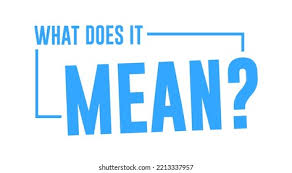 WHAT DOES IT
MEAN?
shutterstock.com · 2213337957